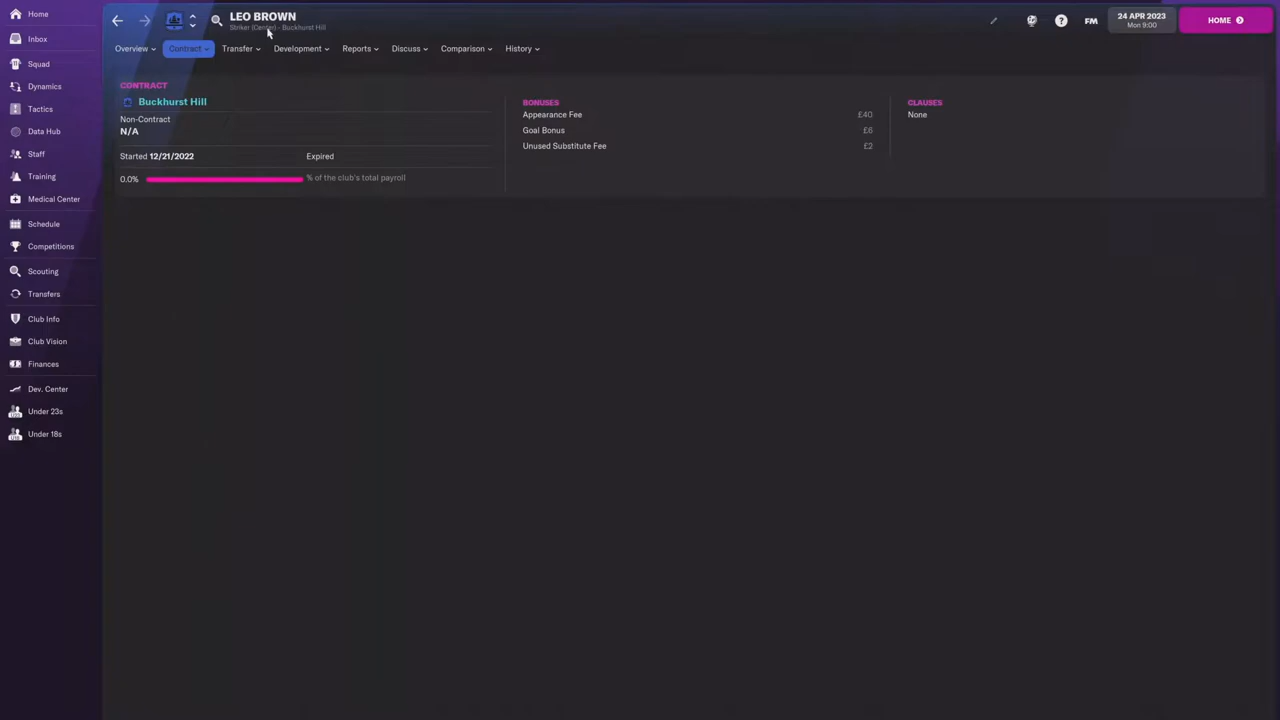 LEO BROWN
Striker (Center) - Buckhurst Hill
24 APR 2023
Mon 9:00
HOME
FM
Overview
Contract
Transfer
Development
Reports
Discuss
Comparison
History
Home
Inbox
Squad
Dynamics
Tactics
Data Hub
Staff
Training
Medical Center
Schedule
Competitions
Scouting
Transfers
Club Info
Club Vision
Finances
Dev. Center
Under 23s
Under 18s
CONTRACT
Buckhurst Hill
Non-Contract
N/A
Started 12/21/2022 Expired
0.0% % of the club's total payroll
BONUSES
Appearance Fee £40
Goal Bonus £6
Unused Substitute Fee £2
CLAUSES
None